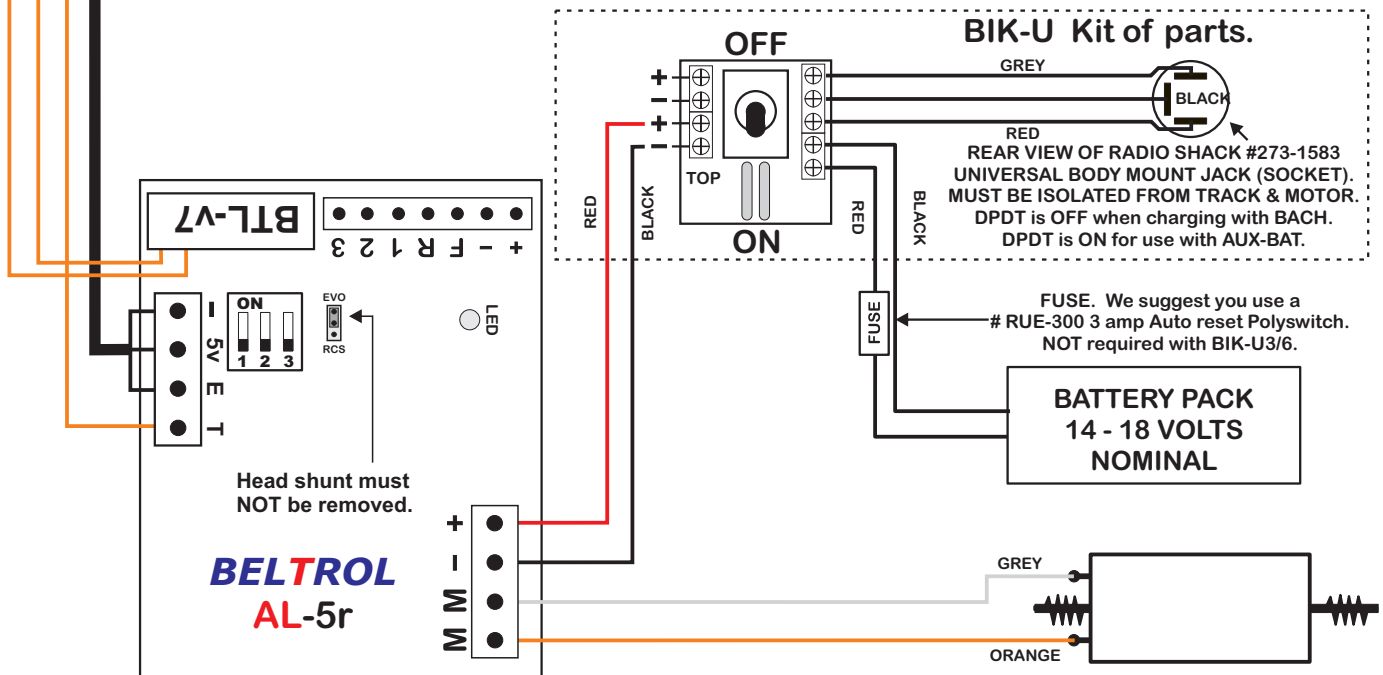 BIK-U Kit of parts.
OFF
GREY
+
-
+
-
BLACK
RED
TOP
ON
RED
BLACK
RED
BLACK
REAR VIEW OF RADIO SHACK #273-1583
UNIVERSAL BODY MOUNT JACK (SOCKET).
MUST BE ISOLATED FROM TRACK & MOTOR.
DPDT is OFF when charging with BACH.
DPDT is ON for use with AUX-BAT.
BTL-v7
3 2 1 R F - +
- 5v E T
ON
1 2 3
EVO
RCS
LED
FUSE
FUSE. We suggest you use a
# RUE-300 3 amp Auto reset Polyswitch.
NOT required with BIK-U3/6.
BATTERY PACK
14 - 18 VOLTS
NOMINAL
Head shunt must
NOT be removed.
BELTROL
AL-5r
+
-
M
M
GREY
ORANGE